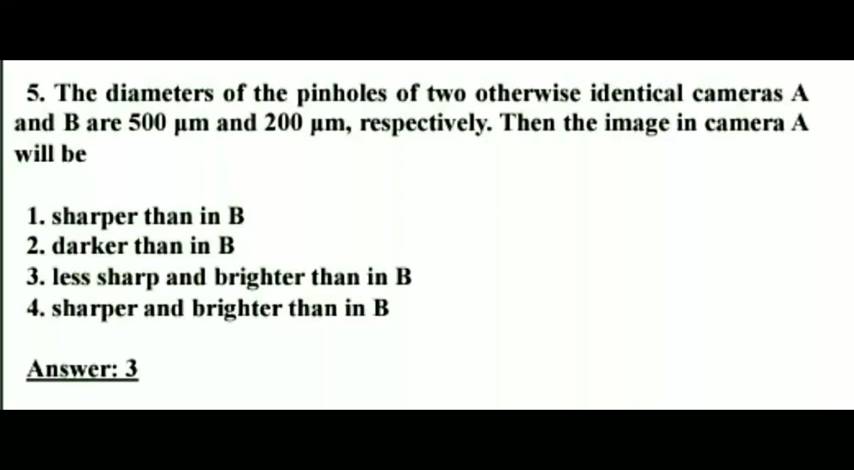 5. The diameters of the pinholes of two otherwise identical cameras A
and B are 500 µm and 200 µm, respectively. Then the image in camera A
will be
1. sharper than in B
2. darker than in B
3. less sharp and brighter than in B
4. sharper and brighter than in B
Answer: 3